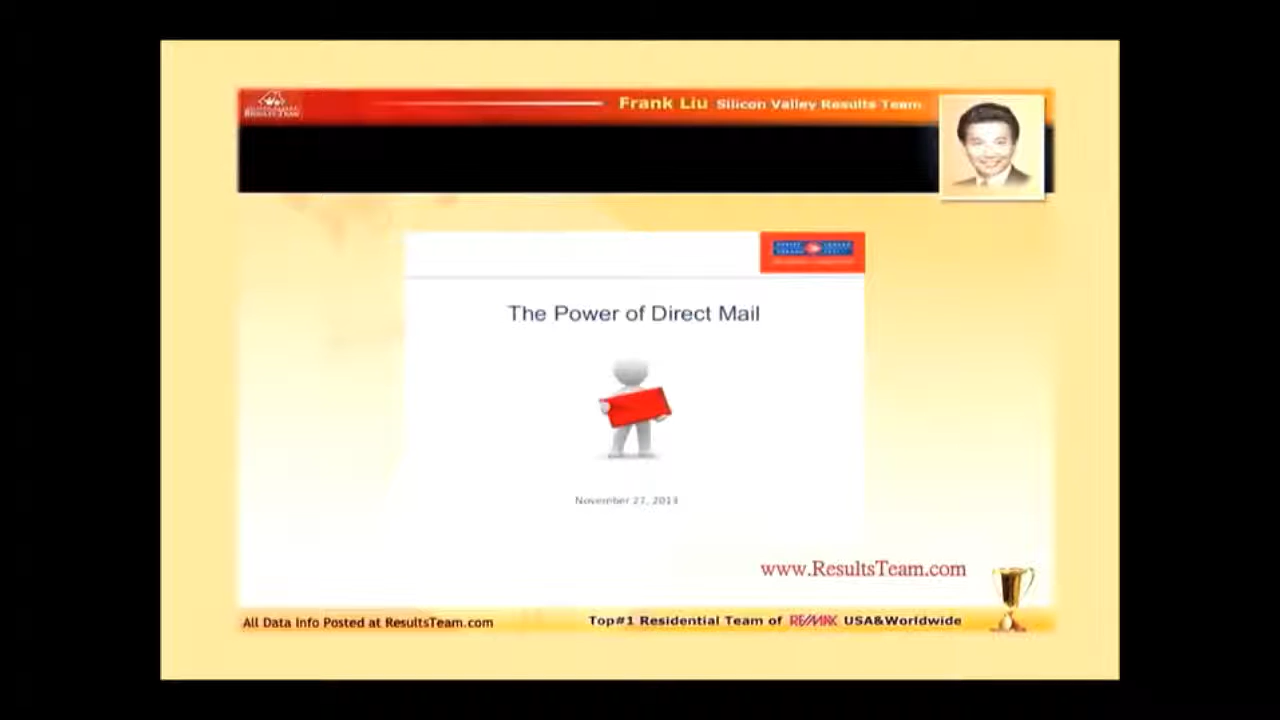 Frank Liu Silicon Valley Results Team
The Power of Direct Mail
November 27, 2013
www.ResultsTeam.com
All Data Info Posted at ResultsTeam.com
Top#1 Residential Team of RE/MAX USA&Worldwide